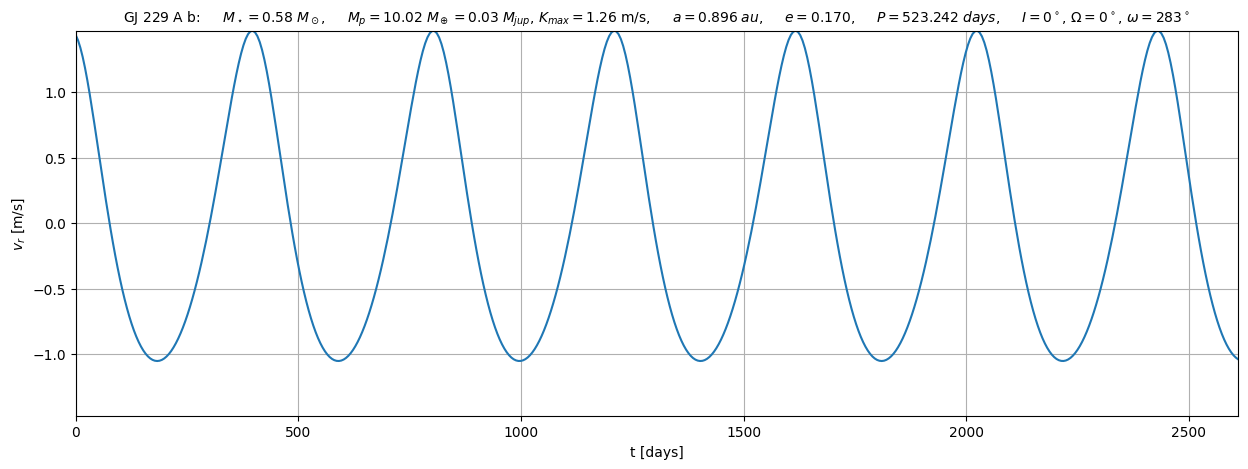 GJ 229 A b: M⋆ = 0.58 M⊙, Mp = 10.02 M⊕ = 0.03 Mjup, Kmax = 1.26 m/s, a = 0.896 au, e = 0.170, P = 523.242 days, I = 0°, Ω = 0°, ω = 283°
1.0
0.5
0.0
−0.5
−1.0
vr [m/s]
0 500 1000 1500 2000 2500
t [days]